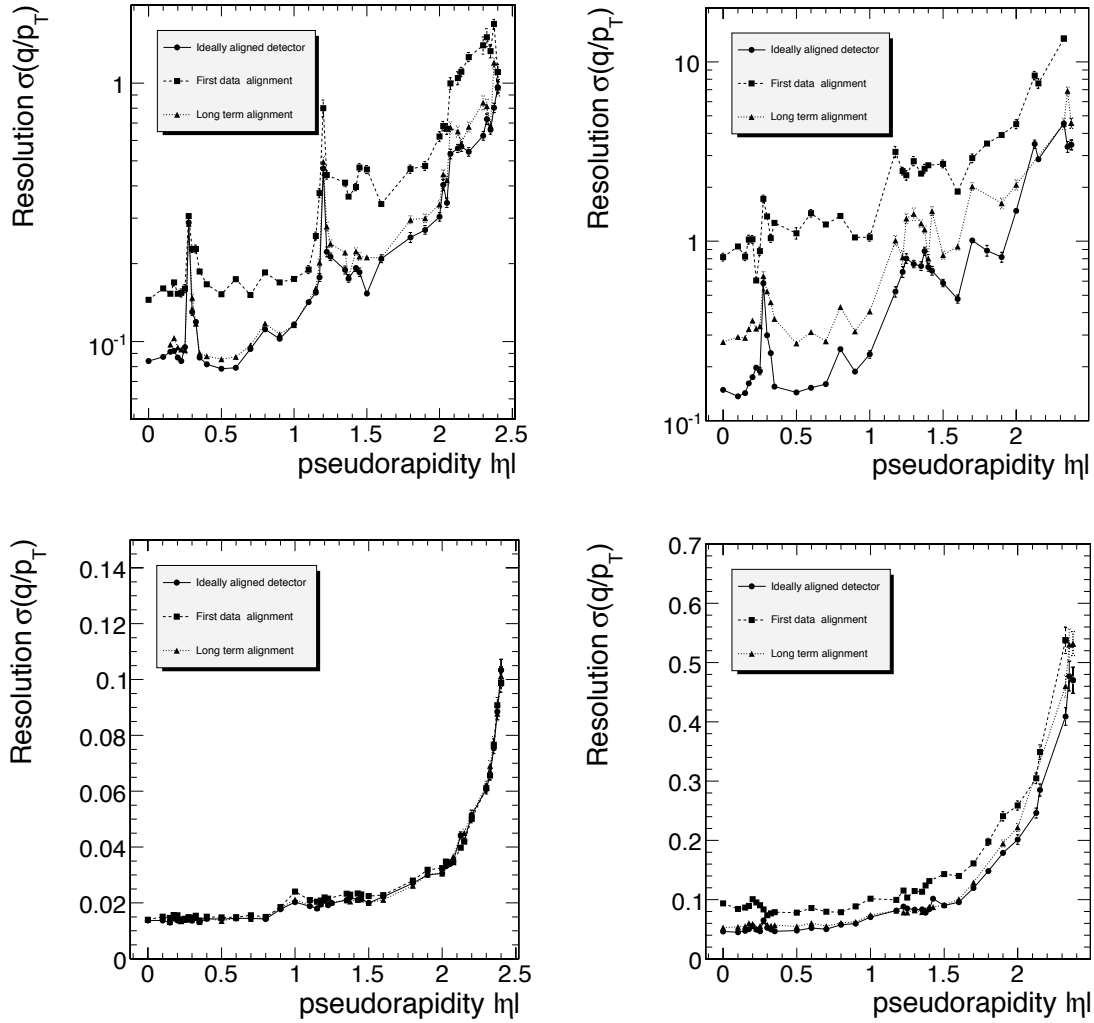 Resolution σ(q/p_T)
1
10⁻¹
Ideally aligned detector
First data alignment
Long term alignment
0 0.5 1 1.5 2 2.5
pseudorapidity |η|
Resolution σ(q/p_T)
10
1
10⁻¹
Ideally aligned detector
First data alignment
Long term alignment
0 0.5 1 1.5 2
pseudorapidity |η|
Resolution σ(q/p_T)
0.14
0.12
0.1
0.08
0.06
0.04
0.02
0
Ideally aligned detector
First data alignment
Long term alignment
0 0.5 1 1.5 2 2.5
pseudorapidity |η|
Resolution σ(q/p_T)
0.7
0.6
0.5
0.4
0.3
0.2
0.1
0
Ideally aligned detector
First data alignment
Long term alignment
0 0.5 1 1.5 2
pseudorapidity |η|